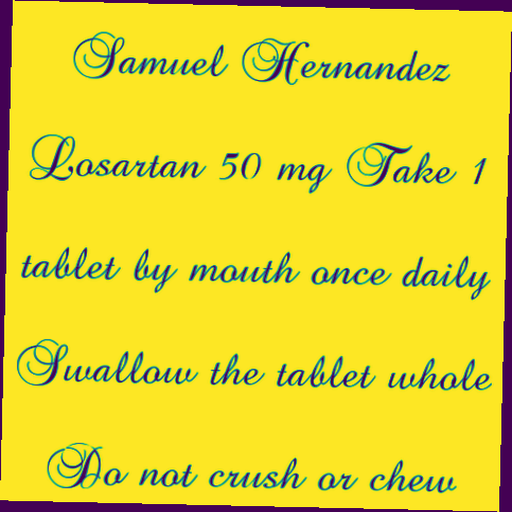 Samuel Hernandez
Losartan 50 mg Take 1
tablet by mouth once daily
Swallow the tablet whole
Do not crush or chew